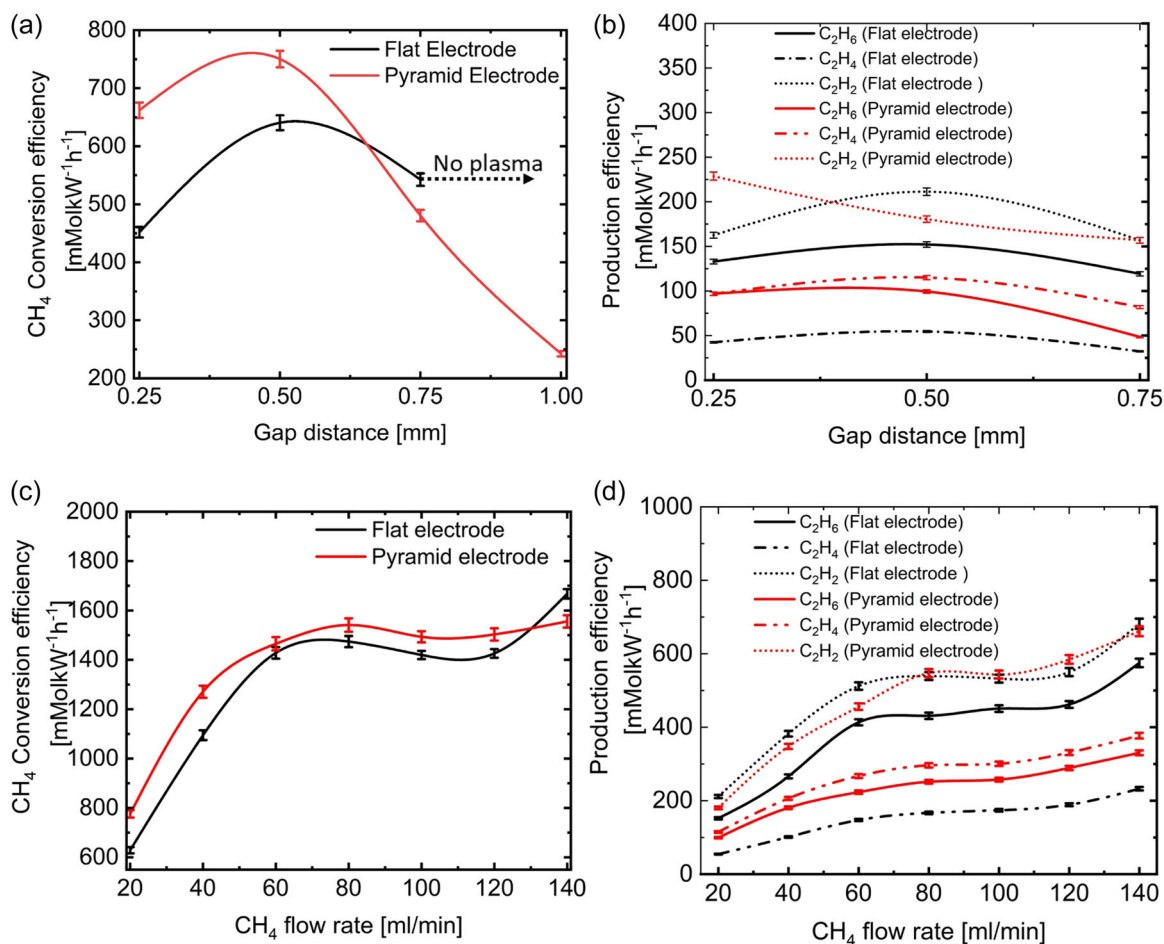 (a)
800
700
600
500
400
300
200
CH₄ Conversion efficiency
[mMolkW⁻¹h⁻¹]
Flat Electrode
Pyramid Electrode
No plasma
0.25
0.50
0.75
1.00
Gap distance [mm]
(b)
400
350
300
250
200
150
100
50
0
Production efficiency
[mMolkW⁻¹h⁻¹]
C₂H₆ (Flat electrode)
C₂H₄ (Flat electrode)
C₂H₂ (Flat electrode )
C₂H₆ (Pyramid electrode)
C₂H₄ (Pyramid electrode)
C₂H₂ (Pyramid electrode)
0.25
0.50
0.75
Gap distance [mm]
(c)
2000
1800
1600
1400
1200
1000
800
600
CH₄ Conversion efficiency
[mMolkW⁻¹h⁻¹]
Flat electrode
Pyramid electrode
20
40
60
80
100
120
140
CH₄ flow rate [ml/min]
(d)
1000
800
600
400
200
0
Production efficiency
[mMolkW⁻¹h⁻¹]
C₂H₆ (Flat electrode)
C₂H₄ (Flat electrode)
C₂H₂ (Flat electrode )
C₂H₆ (Pyramid electrode)
C₂H₄ (Pyramid electrode)
C₂H₂ (Pyramid electrode)
20
40
60
80
100
120
140
CH₄ flow rate [ml/min]